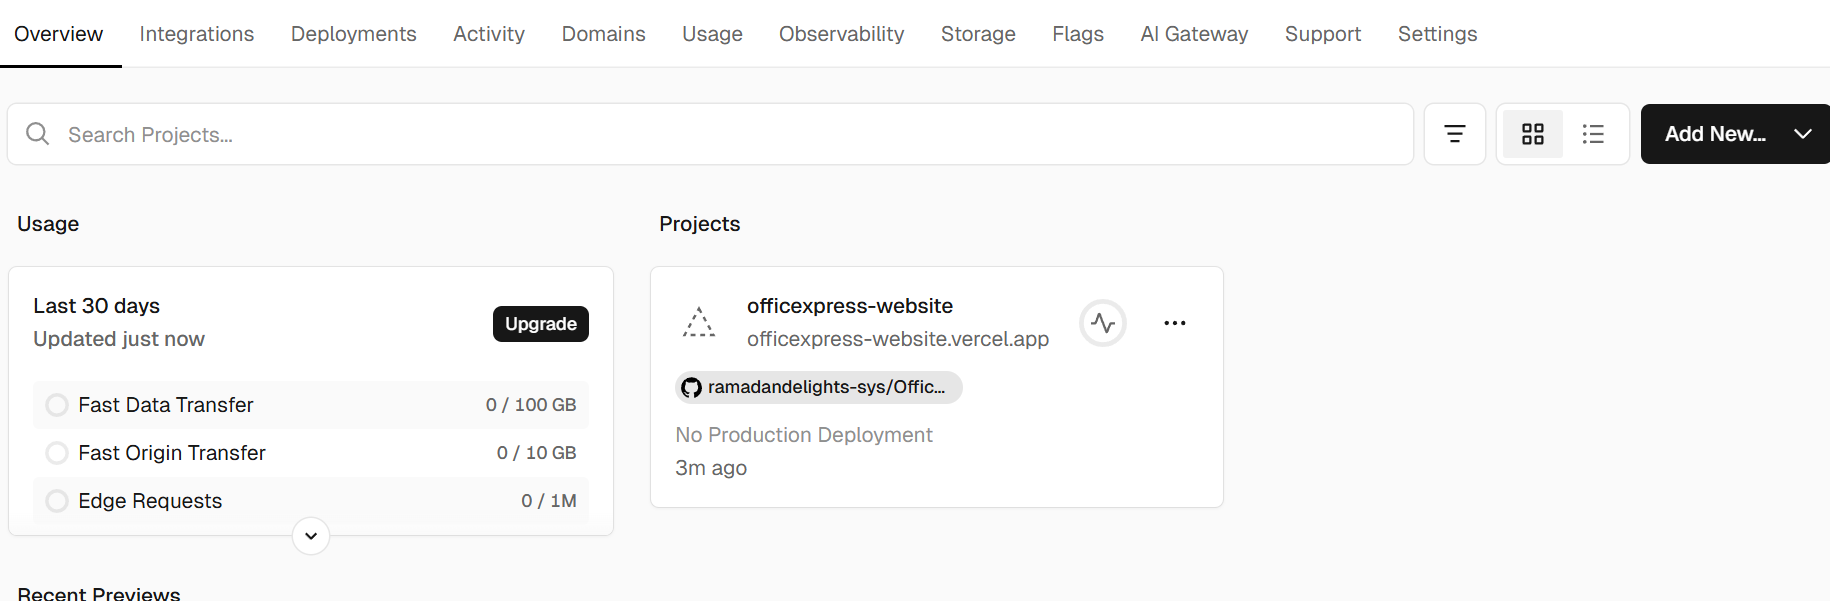 Overview Integrations Deployments Activity Domains Usage Observability Storage Flags AI Gateway Support Settings
Search Projects...
Add New...
Usage
Last 30 days
Updated just now
Upgrade
Fast Data Transfer 0 / 100 GB
Fast Origin Transfer 0 / 10 GB
Edge Requests 0 / 1M
Recent Previews
Projects
officexpress-website
officexpress-website.vercel.app
ramadandelights-sys/Offic...
No Production Deployment
3m ago